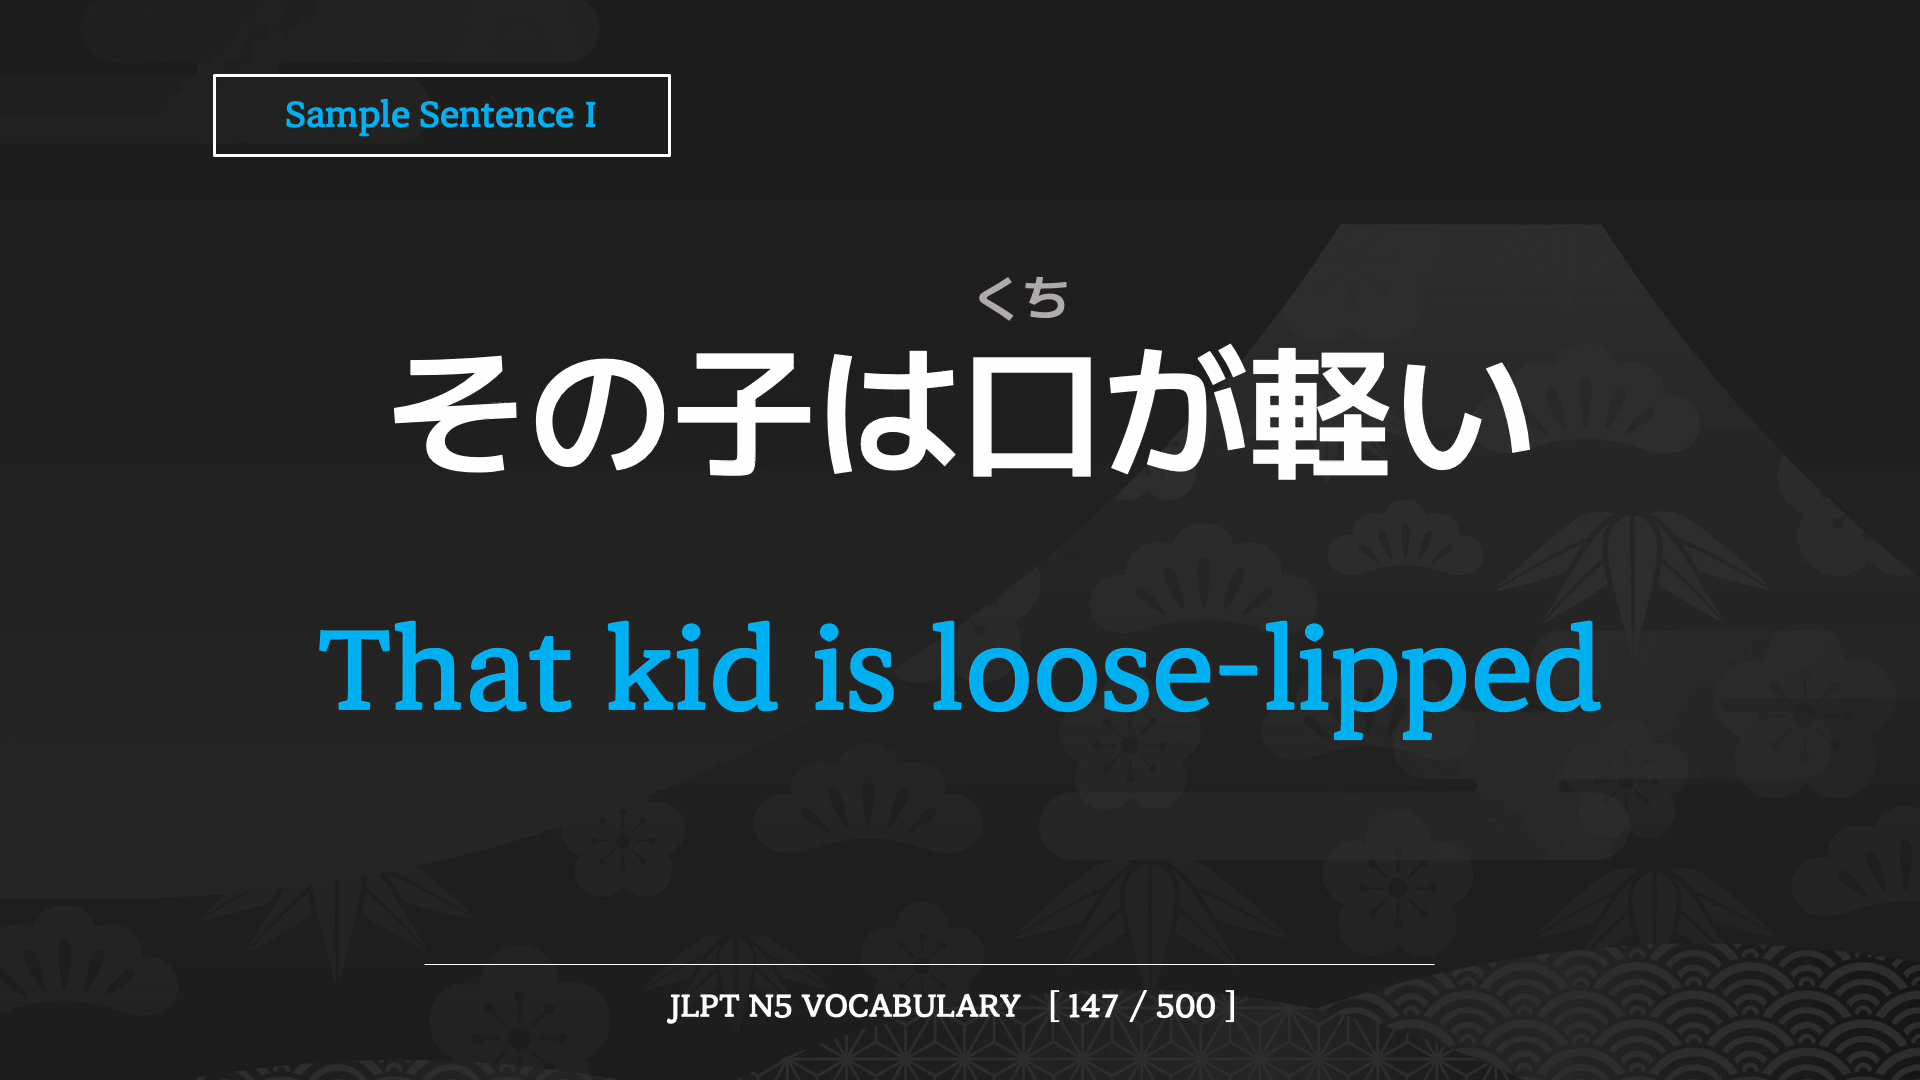 Sample Sentence I
くち
その子は口が軽い
That kid is loose-lipped
JLPT N5 VOCABULARY [ 147 / 500 ]